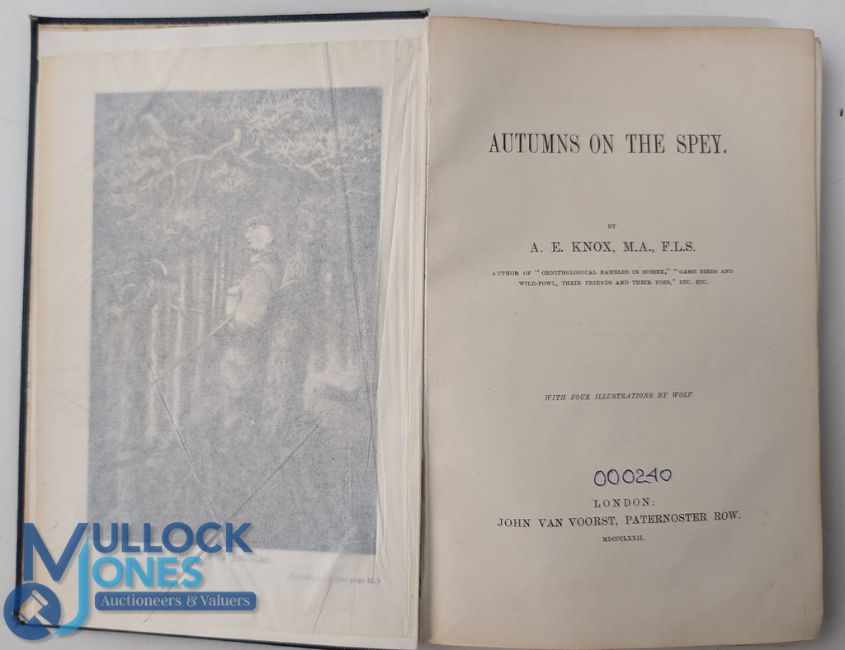 AUTUMNS ON THE SPEY.
BY
A. E. KNOX, M.A., F.L.S.
AUTHOR OF "ORNITHOLOGICAL RAMBLES IN SUSSEX," "GAME BIRDS AND
WILD-FOWL, THEIR FRIENDS AND THEIR FOES," ETC. ETC.
WITH FOUR ILLUSTRATIONS BY WOLF.
000240
LONDON:
JOHN VAN VOORST, PATERNOSTER ROW.
MDCCCLXXII.
MULLOCK
JONES
Auctioneers & Valuers